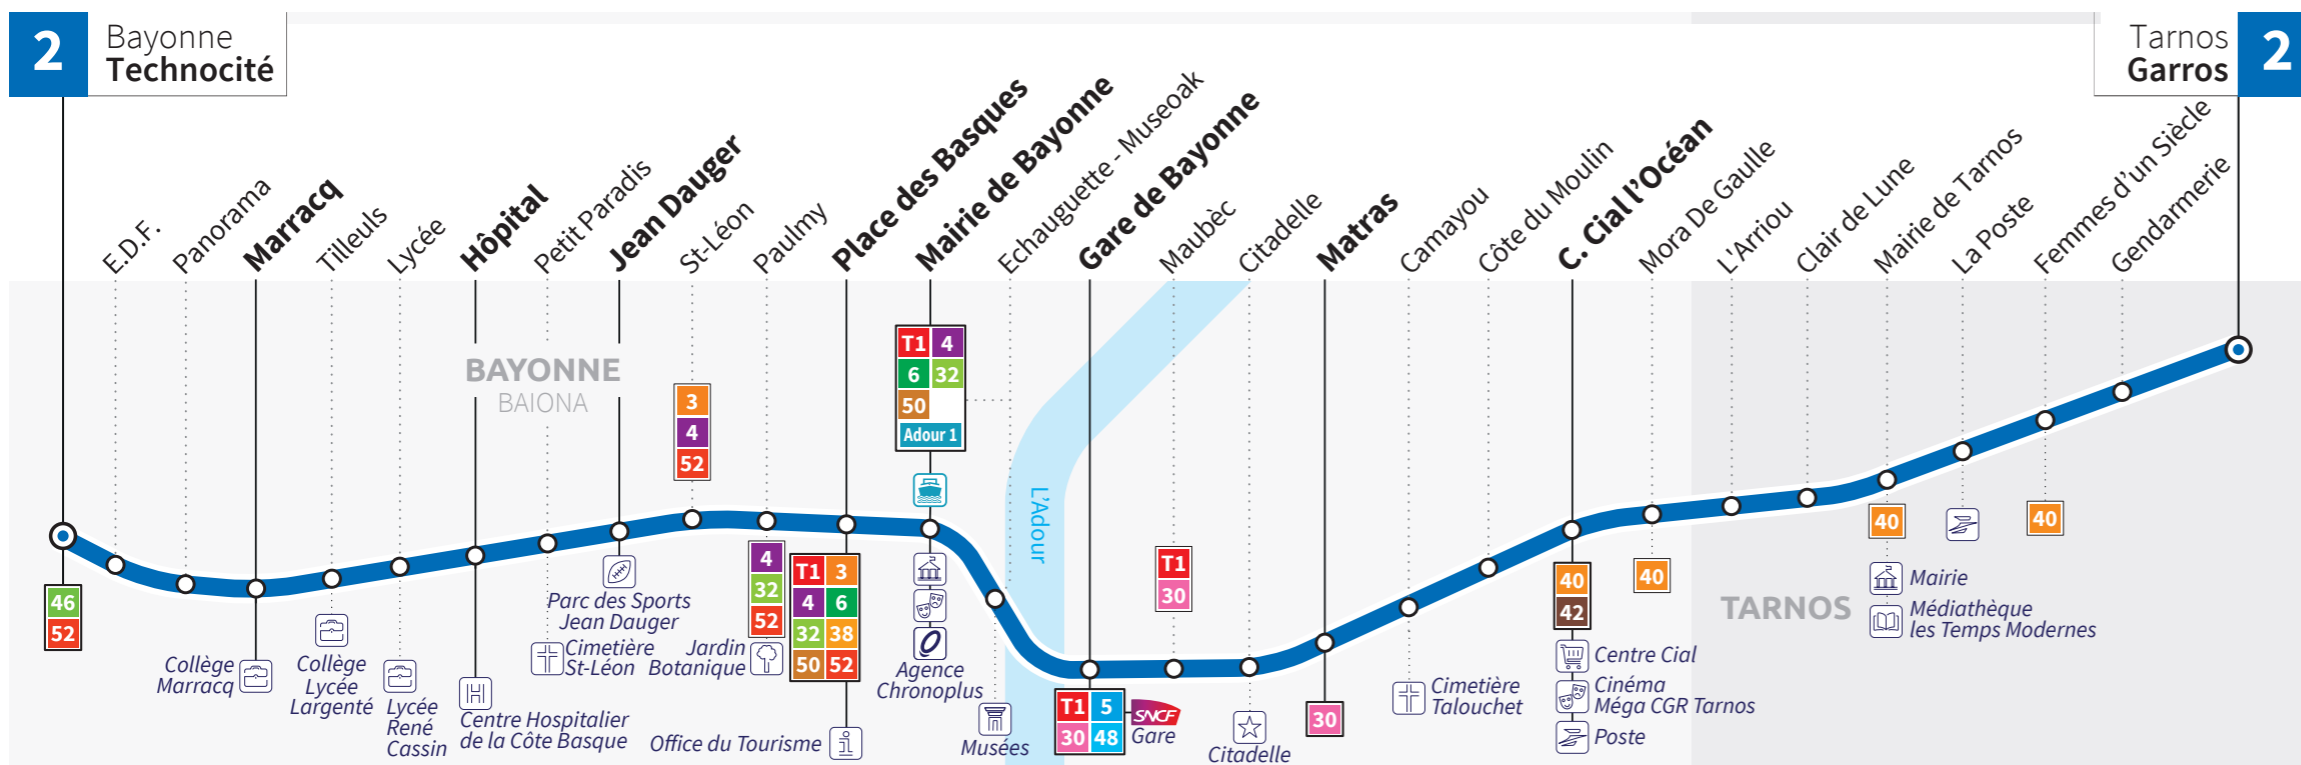 2
Bayonne
Technocité
Tarnos
Garros
2
E.D.F.
Panorama
Marracq
Tilleuls
Lycée
Hôpital
Petit Paradis
Jean Dauger
St-Léon
Paulmy
Place des Basques
Mairie de Bayonne
Echauguette - Museoak
Gare de Bayonne
Maubèc
Citadelle
Matras
Camayou
Côte du Moulin
C. Cial l'Océan
Mora De Gaulle
L'Arriou
Clair de Lune
Mairie de Tarnos
La Poste
Femmes d'un Siècle
Gendarmerie
BAYONNE
BAIONA
TARNOS
L'Adour
46
52
Collège
Marracq
Collège
Lycée
Largenté
Lycée
René
Cassin
H
Centre Hospitalier
de la Côte Basque
Cimetière
St-Léon
Parc des Sports
Jean Dauger
3
4
52
4
32
52
Jardin
Botanique
T1 3
4 6
32 38
50 52
Office du Tourisme
i
T1 4
6 32
50
Adour 1
Agence
Chronoplus
Musées
T1 5
30 48
SNCF
Gare
T1
30
Citadelle
30
Cimetière
Talouchet
40
42
Centre Cial
Cinéma
Méga CGR Tarnos
Poste
40
40
Mairie
Médiathèque
les Temps Modernes
40